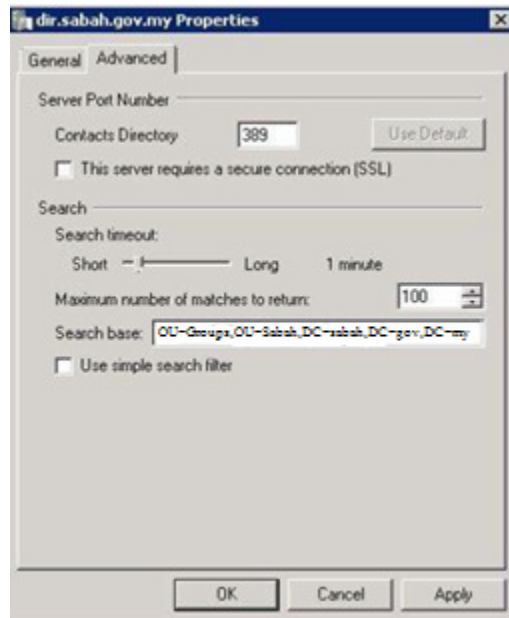 dir.sabah.gov.my Properties
General Advanced
Server Port Number
Contacts Directory 389 Use Default
This server requires a secure connection (SSL)
Search
Search timeout:
Short Long 1 minute
Maximum number of matches to return: 100
Search base: OU=Groups,OU=Sabah,DC=sabah,DC=gov,DC=my
Use simple search filter
OK Cancel Apply